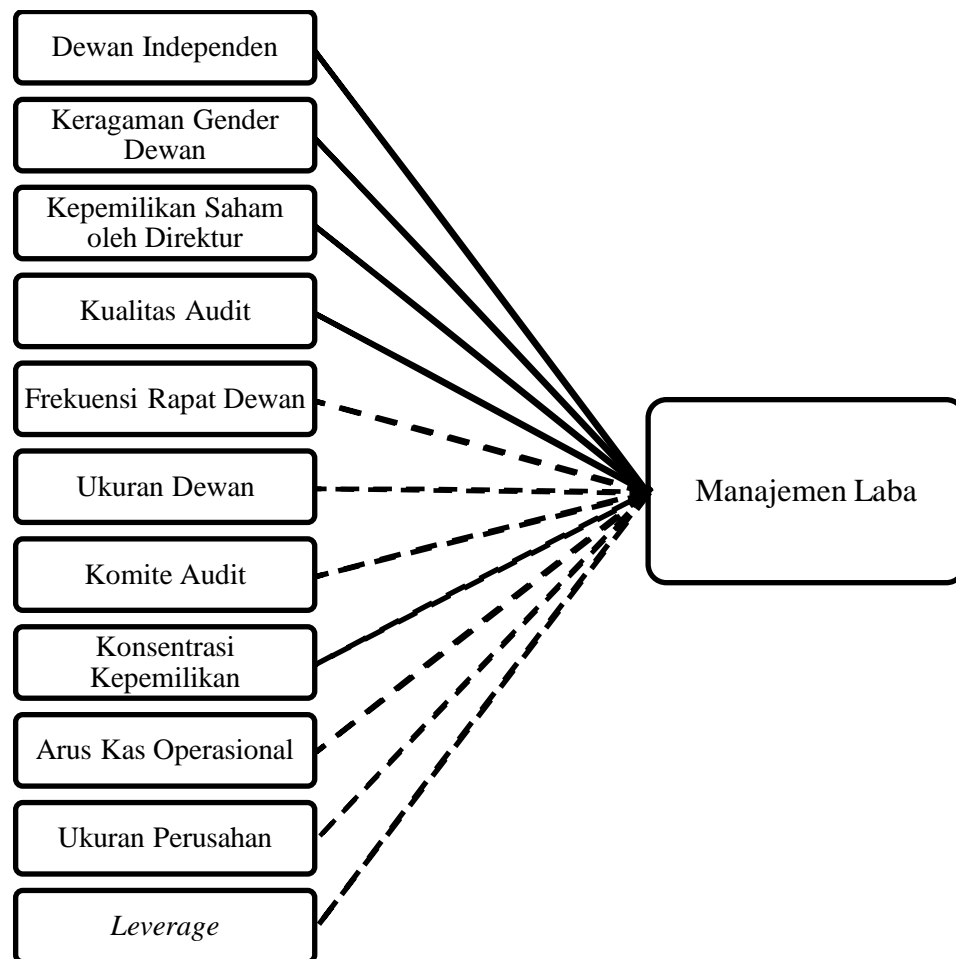 Dewan Independen
Keragaman Gender
Dewan
Kepemilikan Saham
oleh Direktur
Kualitas Audit
Frekuensi Rapat Dewan
Ukuran Dewan
Komite Audit
Konsentrasi
Kepemilikan
Arus Kas Operasional
Ukuran Perusahan
Leverage
Manajemen Laba